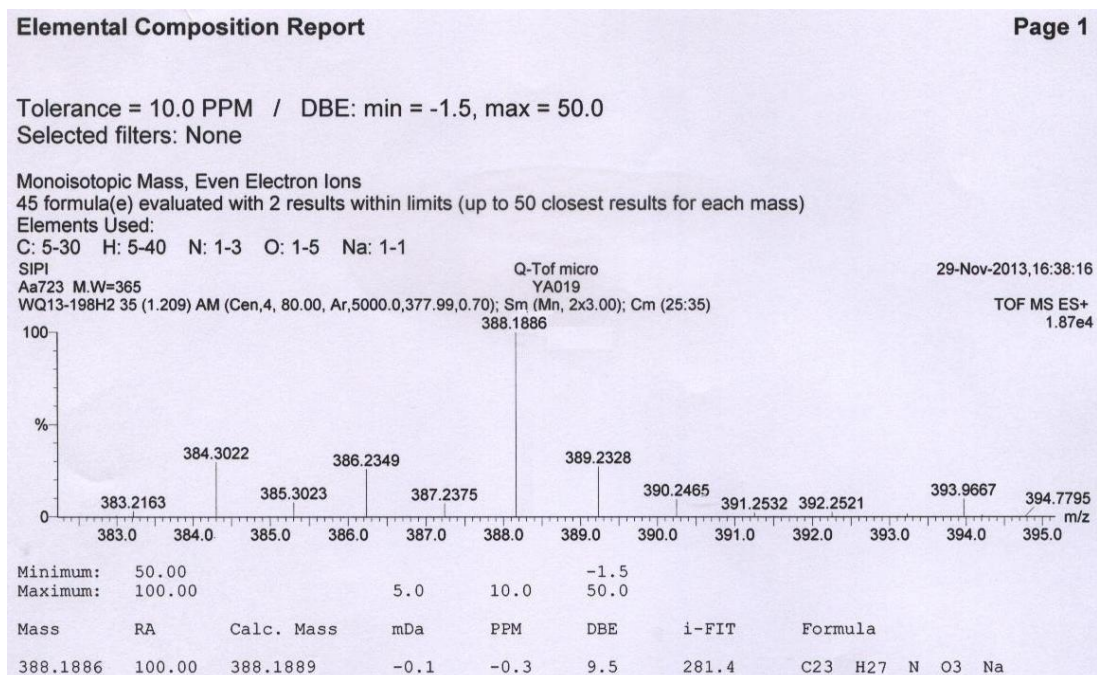 Elemental Composition Report Page 1
Tolerance = 10.0 PPM / DBE: min = -1.5, max = 50.0
Selected filters: None
Monoisotopic Mass, Even Electron Ions
45 formula(e) evaluated with 2 results within limits (up to 50 closest results for each mass)
Elements Used:
C: 5-30 H: 5-40 N: 1-3 O: 1-5 Na: 1-1
SIPI Q-Tof micro 29-Nov-2013,16:38:16
Aa723 M.W=365 YA019
WQ13-198H2 35 (1.209) AM (Cen,4, 80.00, Ar,5000.0,377.99,0.70); Sm (Mn, 2x3.00); Cm (25:35) TOF MS ES+
388.1886 1.87e4
100
%
0
384.3022 386.2349 389.2328
383.2163 385.3023 387.2375 390.2465 391.2532 392.2521 393.9667 394.7795
m/z
383.0 384.0 385.0 386.0 387.0 388.0 389.0 390.0 391.0 392.0 393.0 394.0 395.0
Minimum: 50.00 -1.5
Maximum: 100.00 5.0 10.0 50.0
Mass RA Calc. Mass mDa PPM DBE i-FIT Formula
388.1886 100.00 388.1889 -0.1 -0.3 9.5 281.4 C23 H27 N O3 Na